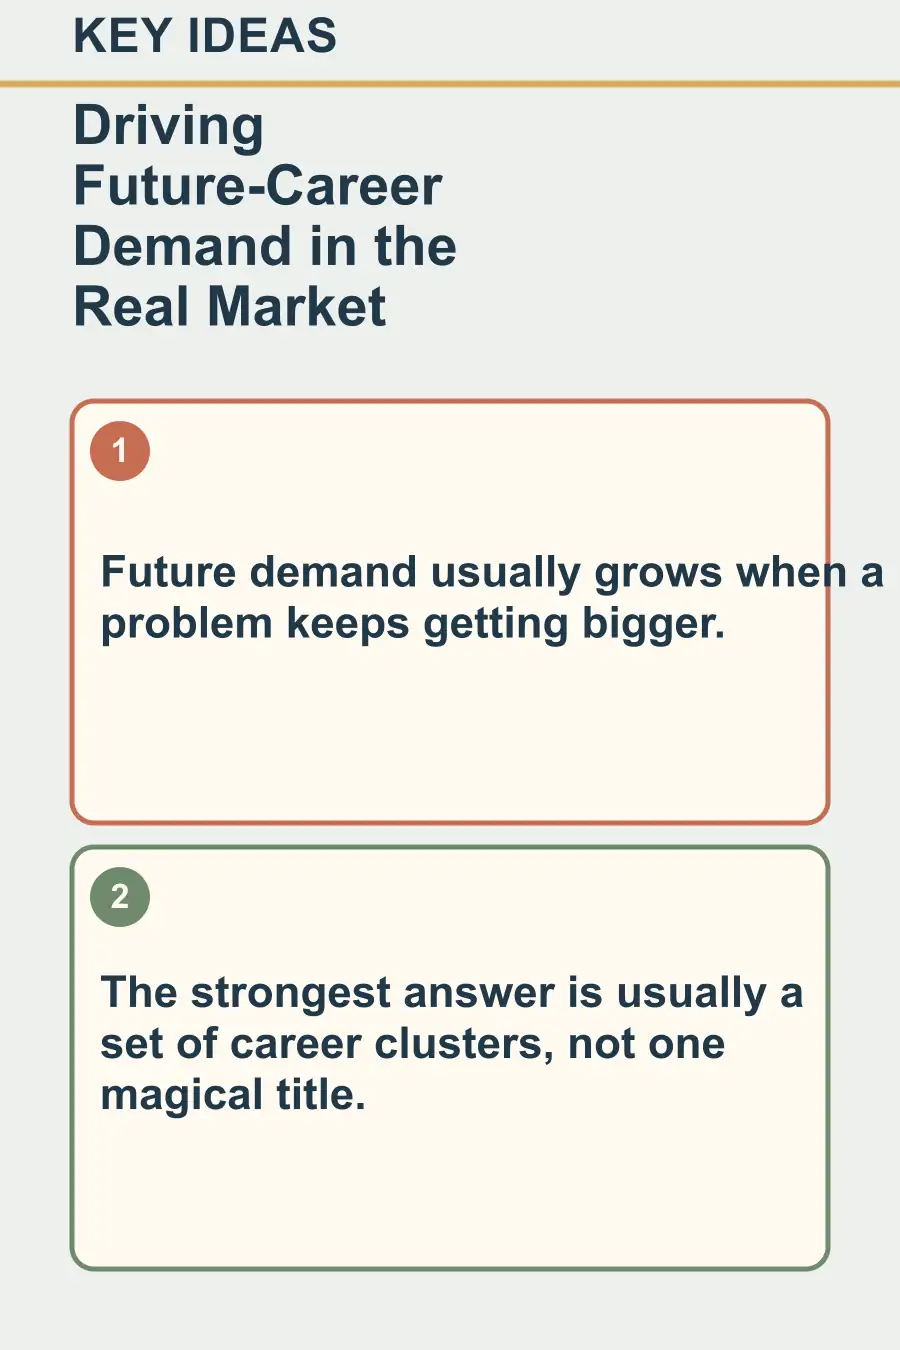 KEY IDEAS
Driving
Future-Career
Demand in the
Real Market
1
Future demand usually grows when a
problem keeps getting bigger.
2
The strongest answer is usually a
set of career clusters, not one
magical title.